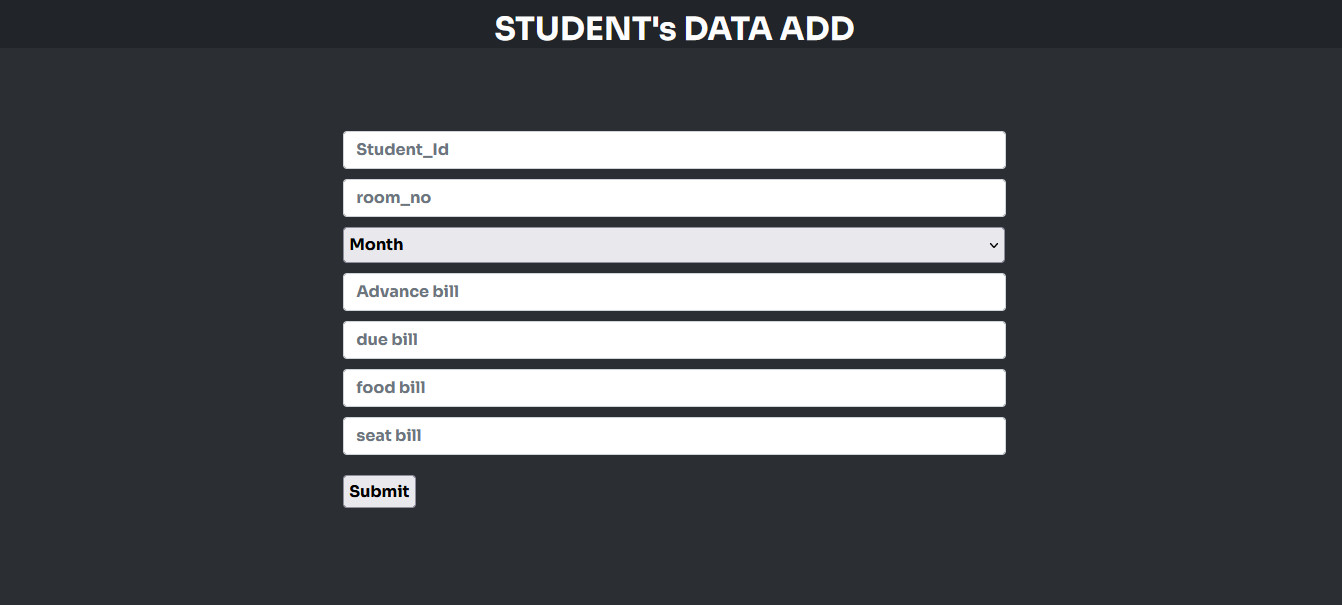 STUDENT's DATA ADD
Student_Id
room_no
Month
Advance bill
due bill
food bill
seat bill
Submit